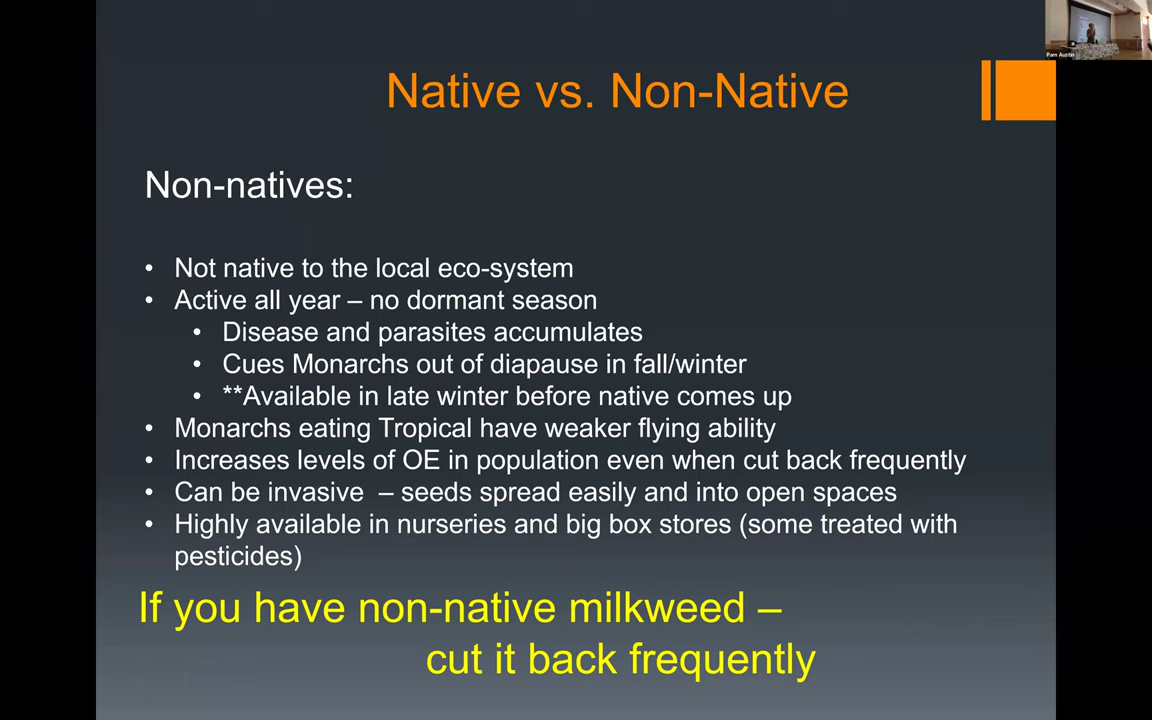 Pam Austin
Native vs. Non-Native
Non-natives:
• Not native to the local eco-system
• Active all year – no dormant season
• Disease and parasites accumulates
• Cues Monarchs out of diapause in fall/winter
• **Available in late winter before native comes up
• Monarchs eating Tropical have weaker flying ability
• Increases levels of OE in population even when cut back frequently
• Can be invasive – seeds spread easily and into open spaces
• Highly available in nurseries and big box stores (some treated with
pesticides)
If you have non-native milkweed –
cut it back frequently